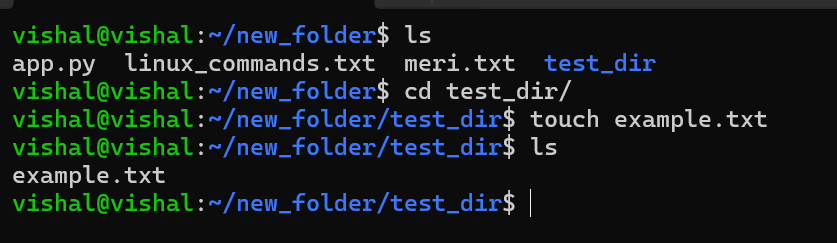 vishal@vishal:~/new_folder$ ls
app.py  linux_commands.txt  meri.txt  test_dir
vishal@vishal:~/new_folder$ cd test_dir/
vishal@vishal:~/new_folder/test_dir$ touch example.txt
vishal@vishal:~/new_folder/test_dir$ ls
example.txt
vishal@vishal:~/new_folder/test_dir$